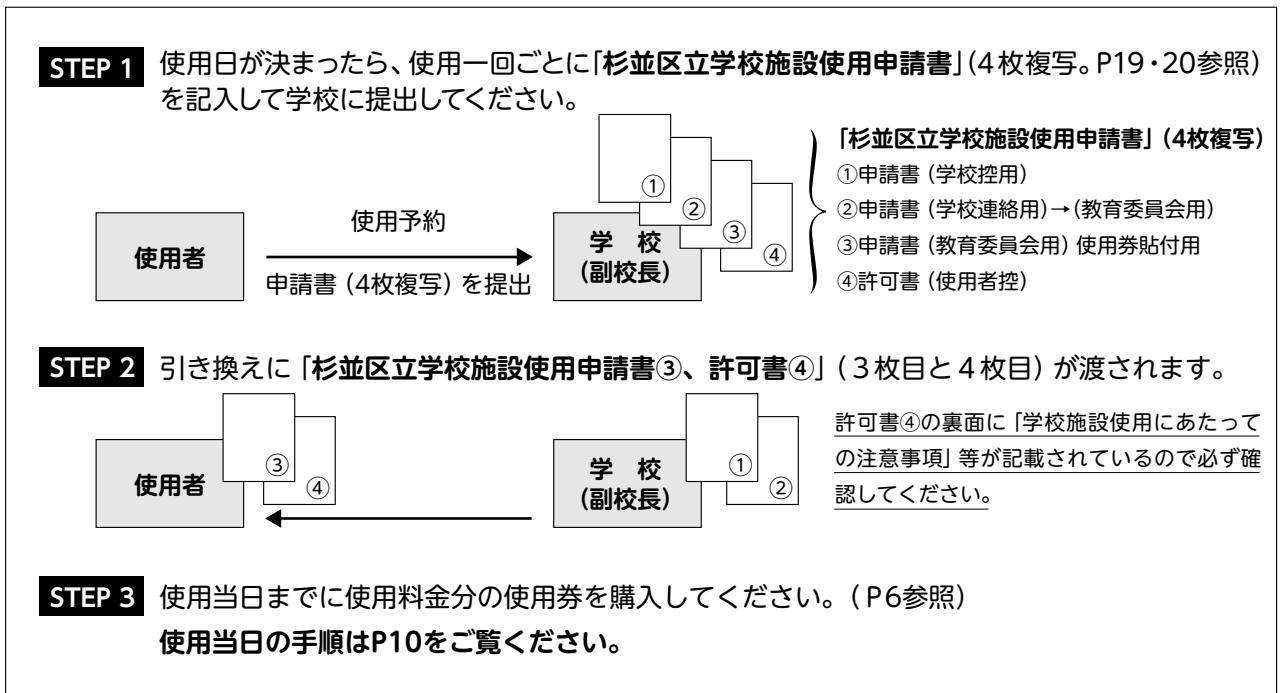 STEP 1 使用日が決まったら、使用一回ごとに「杉並区立学校施設使用申請書」(4枚複写。P19・20参照)
を記入して学校に提出してください。
使用者
使用予約
申請書(4枚複写)を提出
学 校
(副校長)
①
②
③
④
「杉並区立学校施設使用申請書」(4枚複写)
①申請書(学校控用)
②申請書(学校連絡用)→(教育委員会用)
③申請書(教育委員会用)使用券貼付用
④許可書(使用者控)
STEP 2 引き換えに「杉並区立学校施設使用申請書③、許可書④」(3枚目と4枚目)が渡されます。
使用者
③
④
学 校
(副校長)
①
②
許可書④の裏面に「学校施設使用にあたって
の注意事項」等が記載されているので必ず確
認してください。
STEP 3 使用当日までに使用料金分の使用券を購入してください。(P6参照)
使用当日の手順はP10をご覧ください。